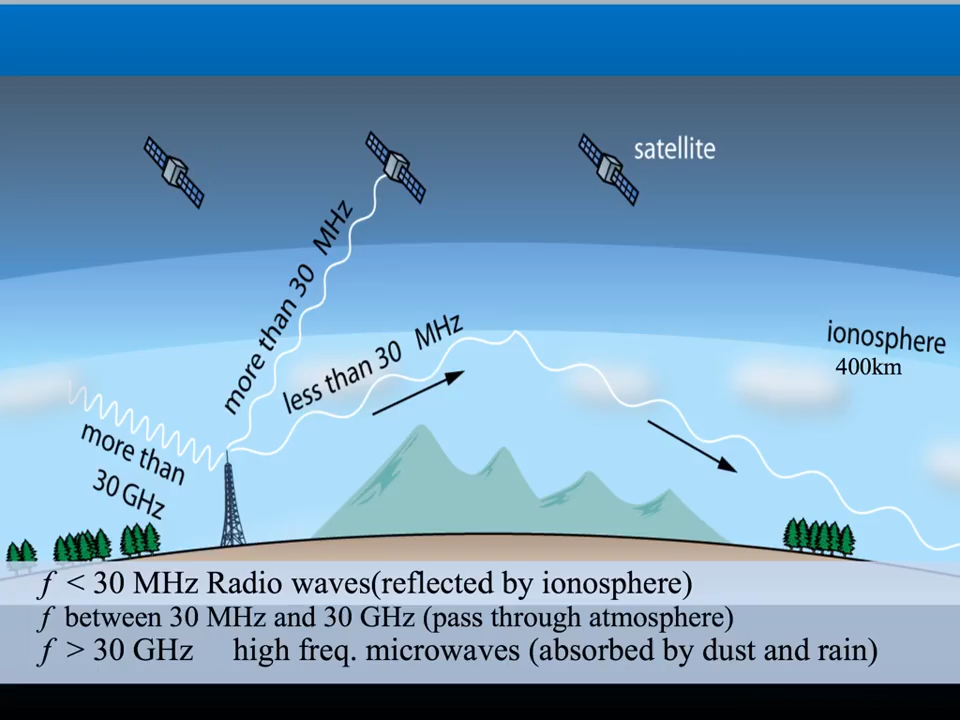 satellite
more than 30 MHz
less than 30 MHz
ionosphere
400km
more than
30 GHz
f < 30 MHz Radio waves(reflected by ionosphere)
f between 30 MHz and 30 GHz (pass through atmosphere)
f > 30 GHz high freq. microwaves (absorbed by dust and rain)